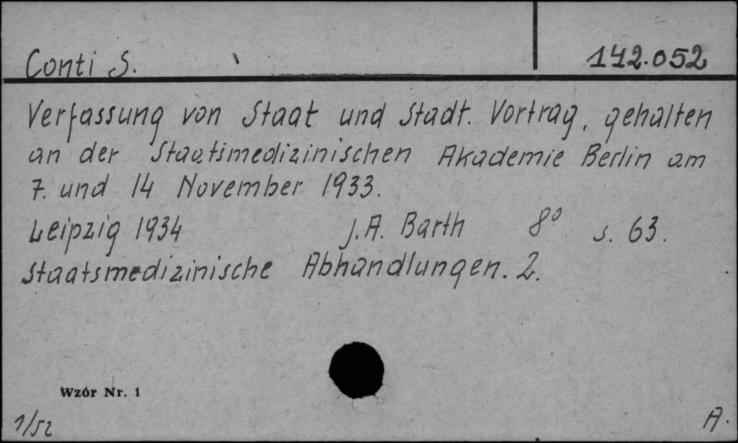 Conti S. 142.052
Verfassung von Staat und Stadt. Vortrag, gehalten
an der Staatsmedizinischen Akademie Berlin am
7. und 14 November 1933.
Leipzig 1934 J.A. Barth 8° s. 63.
Staatsmedizinische Abhandlungen. 2.
Wzór Nr. 1
1/52 A.